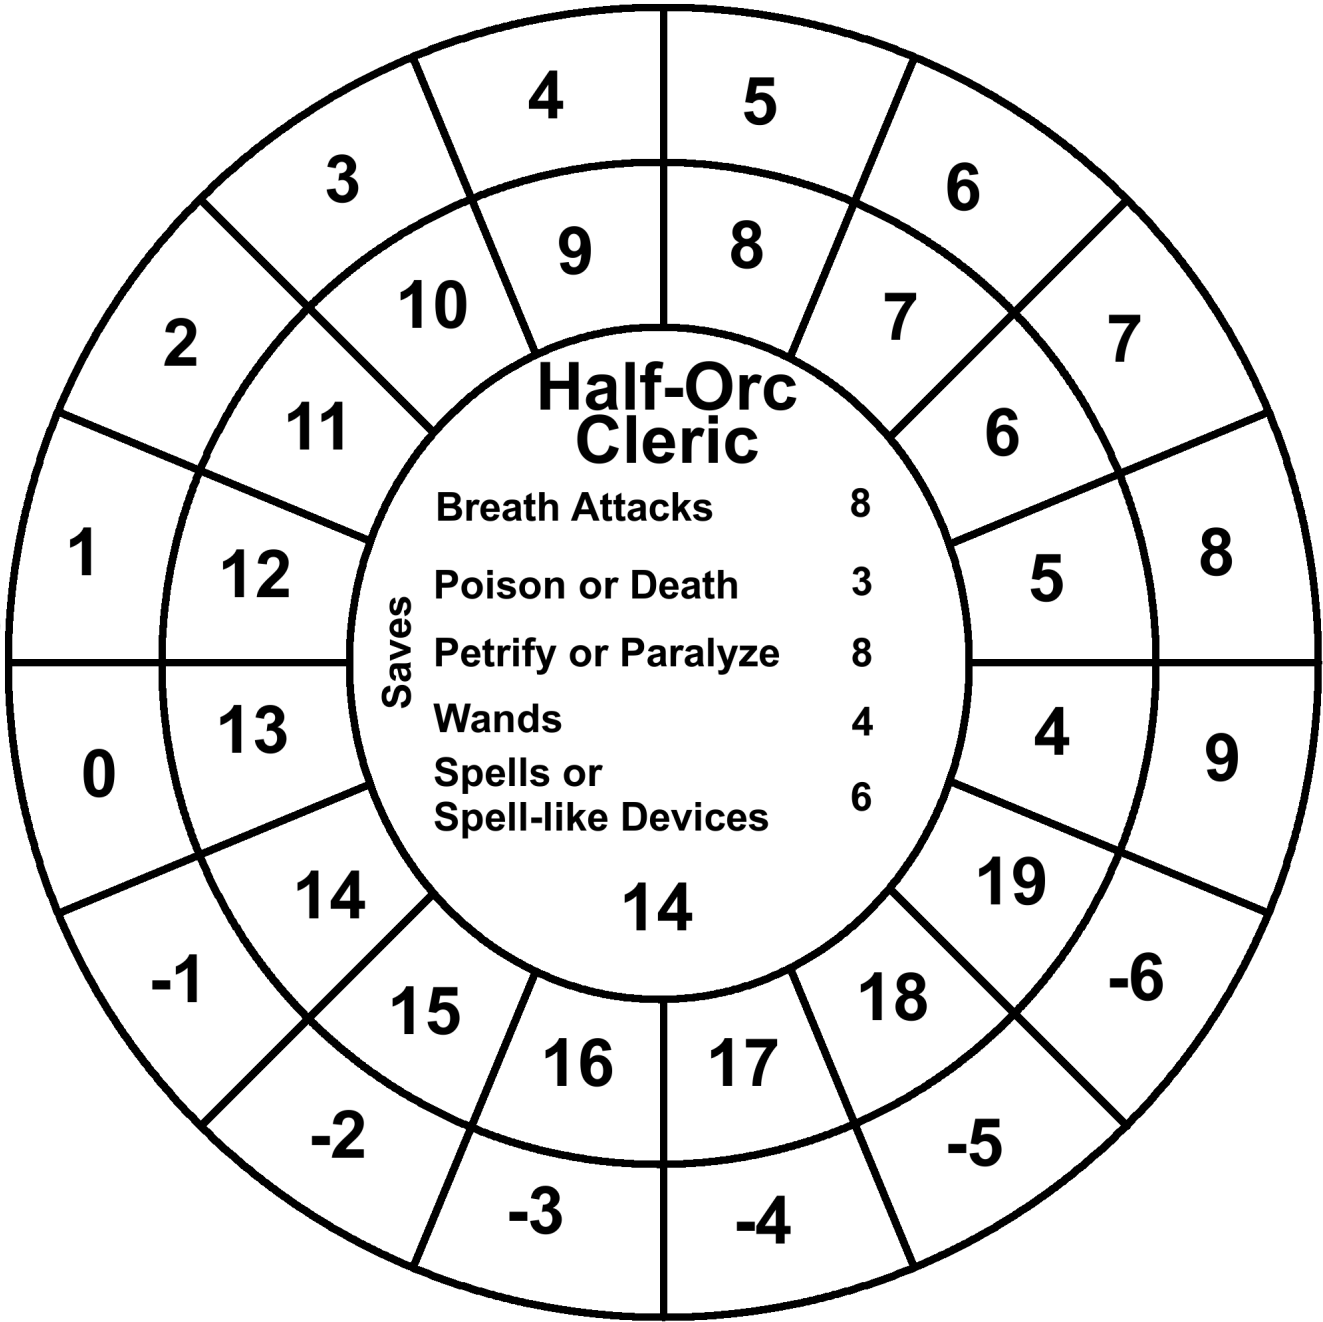 4 5
3 6
9 8
10 7
2 7
11 6
Half-Orc
Cleric
Breath Attacks 8
1 8
12 5
Poison or Death 3
Saves
Petrify or Paralyze 8
Wands 4
13 4
0 9
Spells or
Spell-like Devices 6
14 19
14
-1 -6
15 18
16 17
-2 -5
-3 -4